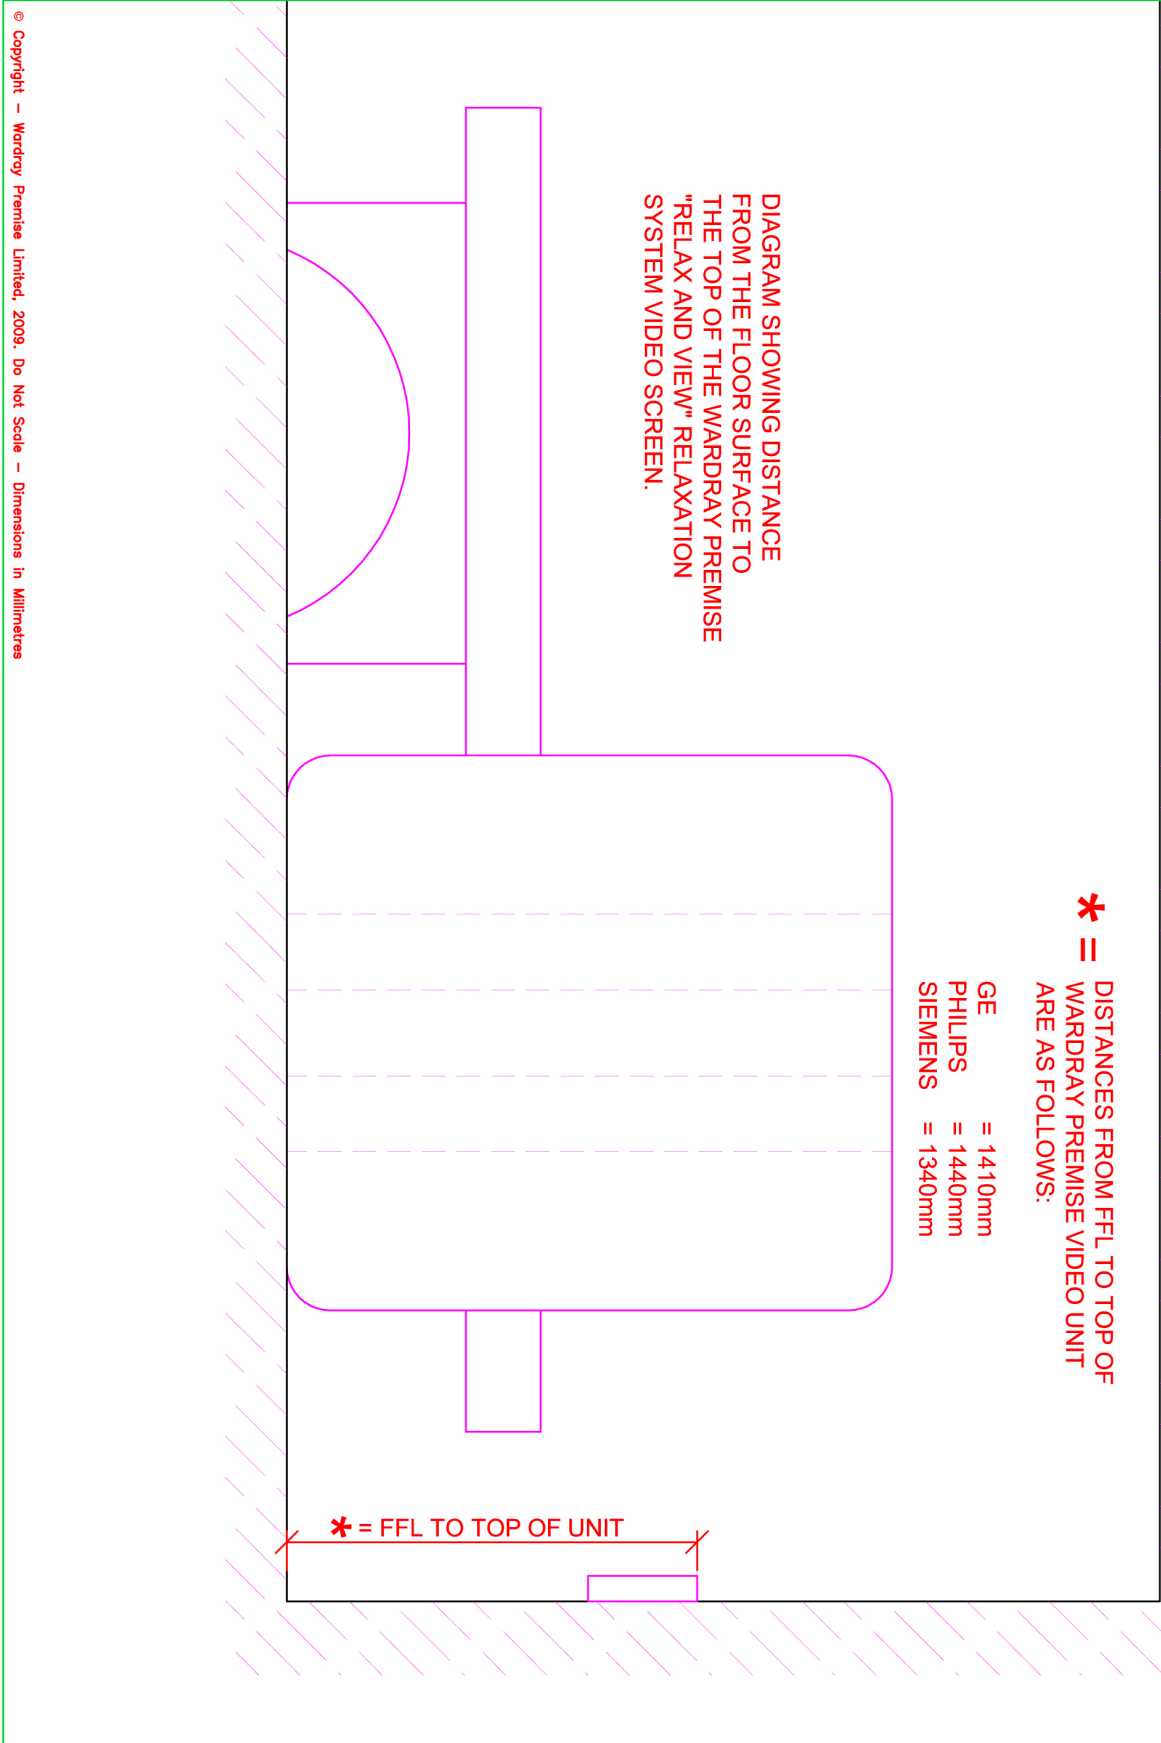 DIAGRAM SHOWING DISTANCE
FROM THE FLOOR SURFACE TO
THE TOP OF THE WARDRAY PREMISE
"RELAX AND VIEW" RELAXATION
SYSTEM VIDEO SCREEN.
* = DISTANCES FROM FFL TO TOP OF
WARDRAY PREMISE VIDEO UNIT
ARE AS FOLLOWS:
GE = 1410mm
PHILIPS = 1440mm
SIEMENS = 1340mm
* = FFL TO TOP OF UNIT
© Copyright - Wardray Premise Limited, 2009. Do Not Scale - Dimensions in Millimetres